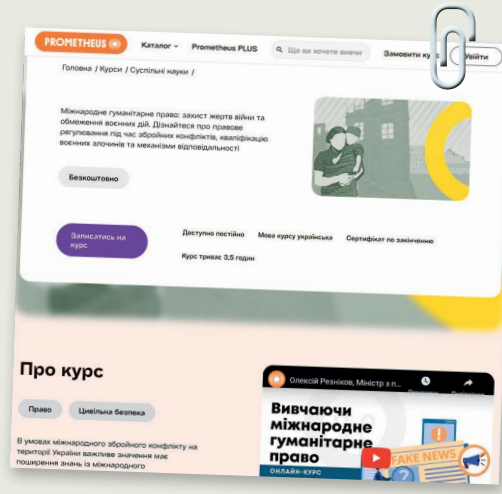 PROMETHEUS
Каталог
Prometheus PLUS
Що ви хочете вивчи
Замовити ку
Увійти
Головна / Курси / Суспільні науки /
Міжнародне гуманітарне право: захист жертв війни та
обмеження воєнних дій. Дізнайтеся про правове
регулювання під час збройних конфліктів, кваліфікацію
воєнних злочинів та механізми відповідальності
Безкоштовно
Записатись на
курс
Доступно постійно
Мова курсу українська
Сертифікат по закінченню
Курс триває 3,5 годин
Про курс
Право
Цивільна безпека
В умовах міжнародного збройного конфлікту на
території України важливе значення має
поширення знань із міжнародного
Олексій Резніков, Міністр з п...
Вивчаючи
міжнародне
гуманітарне
право
ОНЛАЙН-КУРС
FAKE NEWS